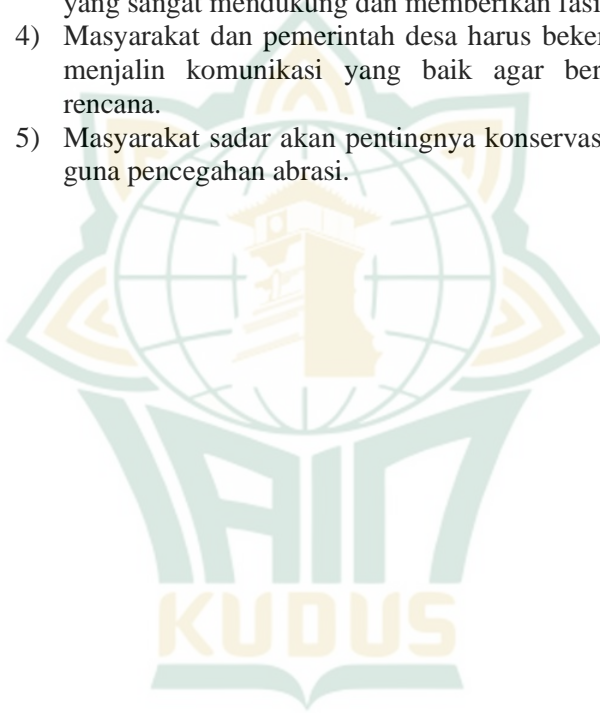 yang sangat mendukung dan memberikan fasi
4) Masyarakat dan pemerintah desa harus beker
menjalin komunikasi yang baik agar ber
rencana.
5) Masyarakat sadar akan pentingnya konservas
guna pencegahan abrasi.
IAIN
KUDUS